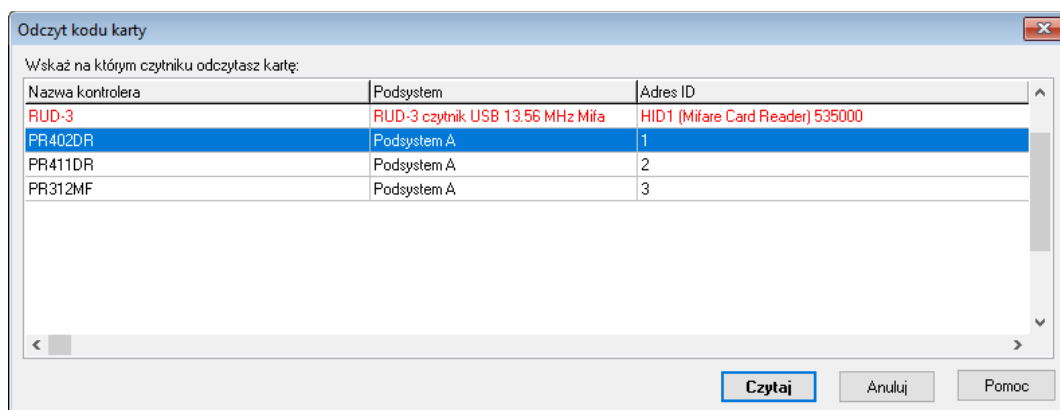 Odczyt kodu karty
Wskaż na którym czytniku odczytasz kartę:
Nazwa kontrolera Podsystem Adres ID
RUD-3 RUD-3 czytnik USB 13.56 MHz Mifa HID1 (Mifare Card Reader) 535000
PR402DR Podsystem A 1
PR411DR Podsystem A 2
PR312MF Podsystem A 3
Czytaj Anuluj Pomoc